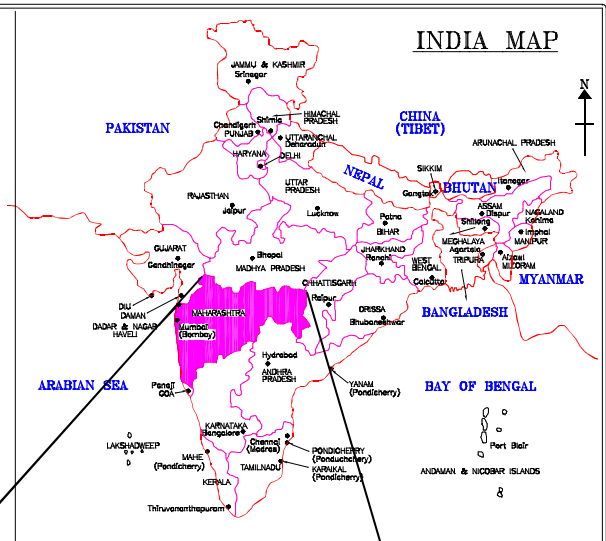 INDIA MAP
N
JAMMU & KASHMIR
Srinagar
HIMACHAL
PRADESH
Shimla
Chandigarh
PUNJAB
UTTARANCHAL
Dehradun
HARYANA
DELHI
PAKISTAN
CHINA
(TIBET)
ARUNACHAL PRADESH
SIKKIM
NEPAL
BHUTAN
Itanagar
Gangtok
UTTAR
PRADESH
RAJASTHAN
Jaipur
Lucknow
Patna
BIHAR
ASSAM
Dispur
NAGALAND
Kohima
Shillong
Imphal
MANIPUR
MEGHALAYA
Agartala
TRIPURA
Aizawl
MIZORAM
GUJARAT
Gandhinagar
Bhopal
MADHYA PRADESH
JHARKHAND
Ranchi
WEST
BENGAL
Calcutta
MYANMAR
CHHATTISGARH
Raipur
BANGLADESH
DIU
DAMAN
DADAR & NAGAR
HAVELI
MAHARASHTRA
Mumbai
(Bombay)
ORISSA
Bhubaneshwar
Hydrabad
ANDHRA
PRADESH
ARABIAN SEA
Panaji
GOA
YANAM
(Pondicherry)
BAY OF BENGAL
KARNATAKA
Bangalore
Chennai
(Madras)
LAKSHADWEEP
MAHE
(Pondicherry)
PONDICHERRY
(Ponduchchery)
TAMILNADU
KARAIKAL
(Pondicherry)
KERALA
Port Blair
ANDAMAN & NICOBAR ISLANDS
Thiruvananthapuram